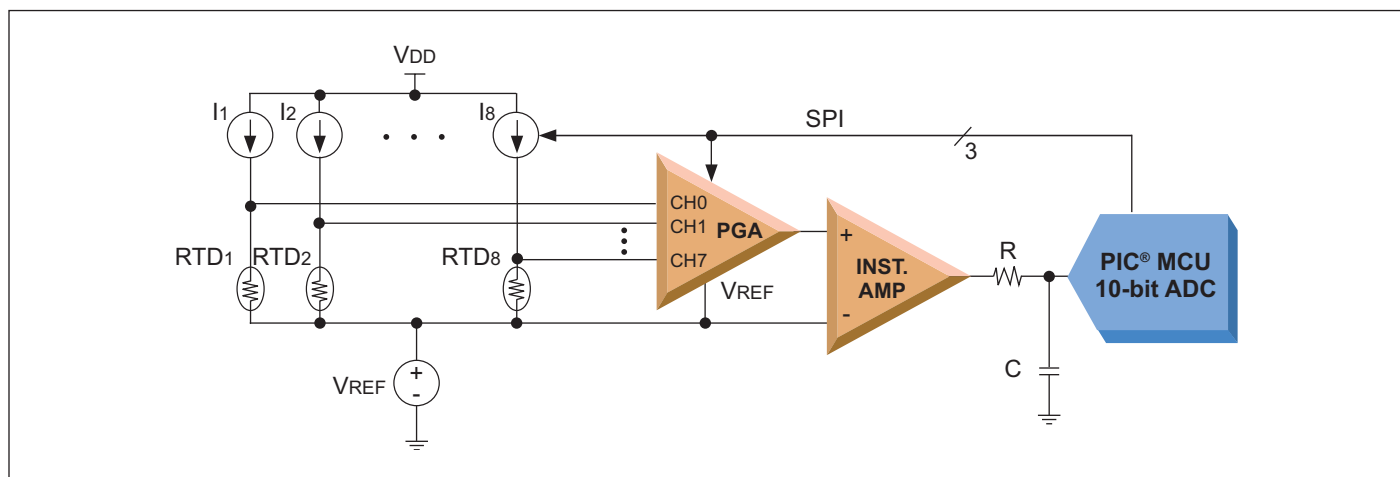 VDD
I1
I2
• • •
I8
SPI
3
CH0
CH1
PGA
CH7
RTD1
RTD2
RTD8
VREF
+
INST.
AMP
-
R
PIC® MCU
10-bit ADC
VREF
+
-
C